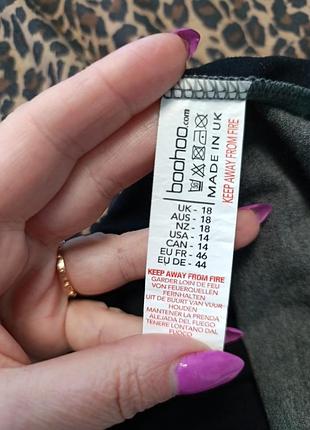 boohoo.com
MADE IN UK
KEEP AWAY FROM FIRE
UK - 18
AUS - 18
NZ - 18
USA - 14
CAN - 14
EU FR - 46
EU DE - 44
KEEP AWAY FROM FIRE
GARDER LOIN DE FEU
VON FEUERQUELLEN
FERNHALTEN
UIT DE BUURT VAN VUUR
HOUDEN
MANTENER LA PRENDA
ALEJADA DEL FUEGO
TENERE LONTANO DAL
FUOCO